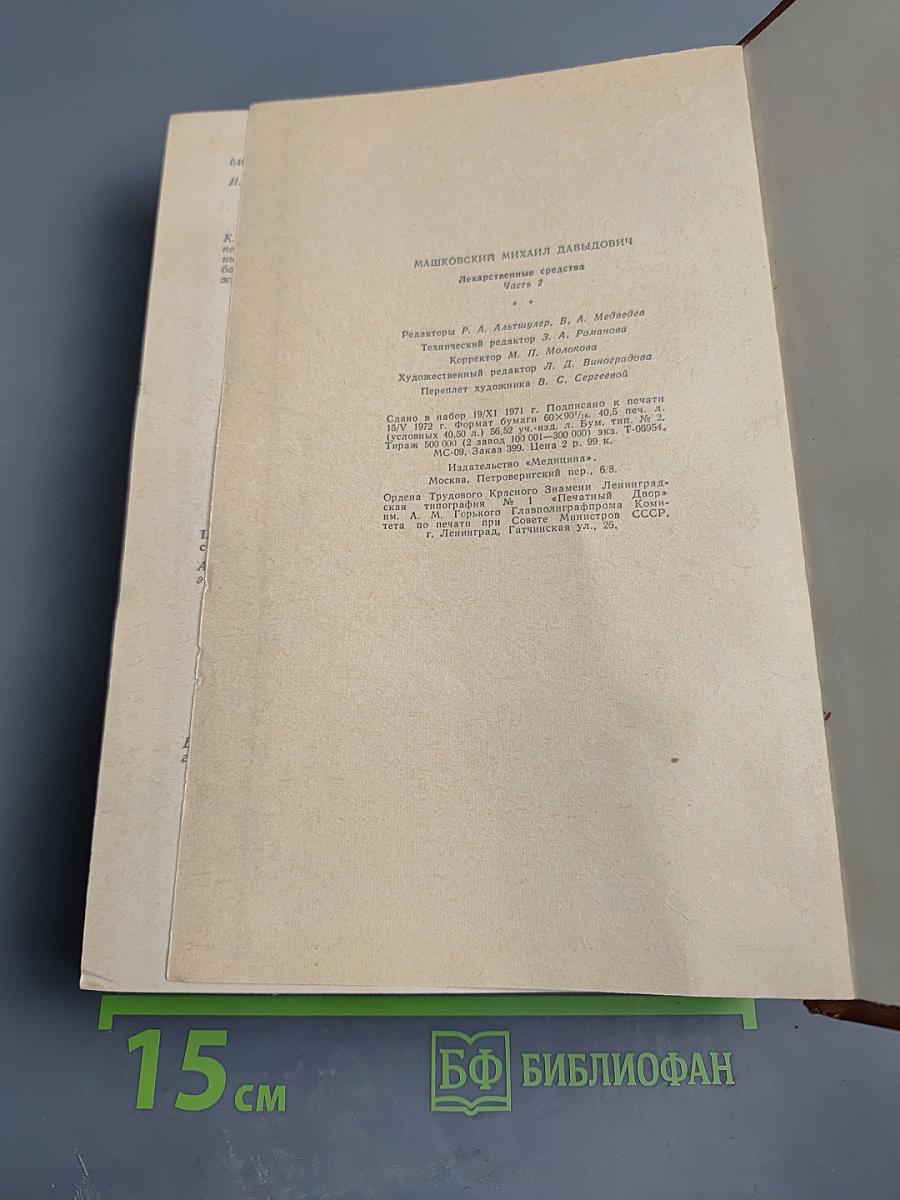 МАШКОВСКИЙ МИХАИЛ ДАВЫДОВИЧ
Лекарственные средства
Часть 2
* *
Редакторы Р. А. Альтшулер, Б. А. Медведев
Технический редактор З. А. Романова
Корректор М. П. Молокова
Художественный редактор Л. Д. Виноградова
Переплет художника В. С. Сергеевой
Сдано в набор 19/XI 1971 г. Подписано к печати
15/V 1972 г. Формат бумаги 60×90¹/₁₆. 40,5 печ. л.
(условных 40,50 л.) 56,52 уч.-изд. л. Бум. тип. № 2.
Тираж 500 000 (2 завод 100 001—300 000) экз. Т-06954.
МС-09. Заказ 399. Цена 2 р. 99 к.
Издательство «Медицина».
Москва, Петроверигский пер., 6/8.
Ордена Трудового Красного Знамени Ленинград-
ская типография № 1 «Печатный Двор»
им. А. М. Горького Главполиграфпрома Коми-
тета по печати при Совете Министров СССР,
г. Ленинград, Гатчинская ул., 26.
15 см
БФ БИБЛИОФАН